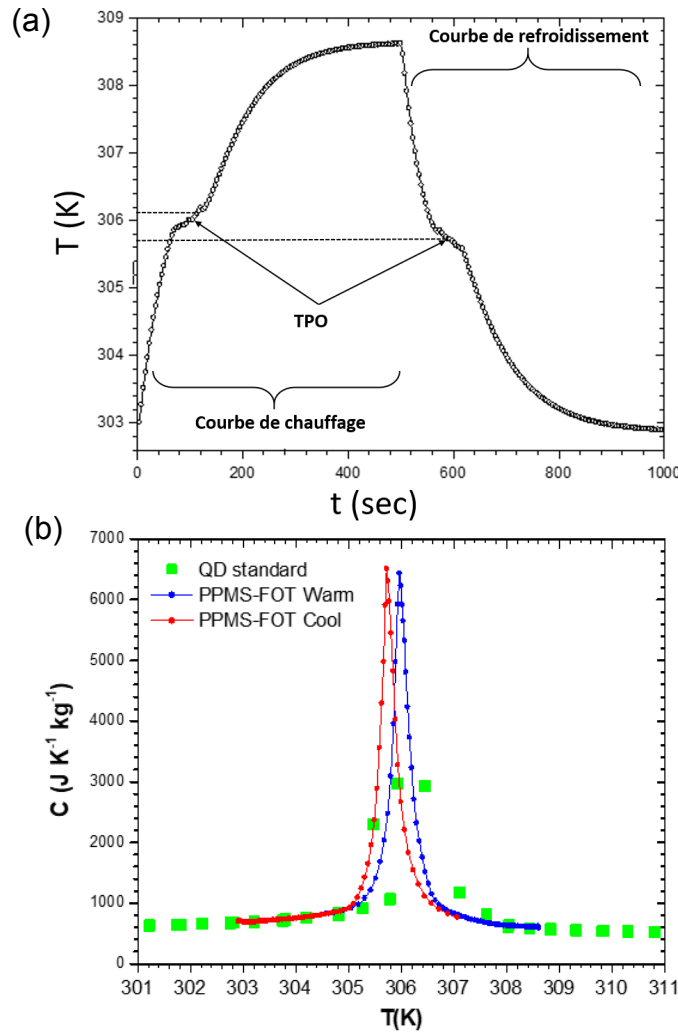 (a)
309
308
307
306
305
304
303
T (K)
Courbe de refroidissement
TPO
Courbe de chauffage
0 200 400 600 800 1000
t (sec)
(b)
7000
6000
5000
4000
3000
2000
1000
0
C (J K⁻¹ kg⁻¹)
QD standard
PPMS-FOT Warm
PPMS-FOT Cool
301 302 303 304 305 306 307 308 309 310 311
T(K)